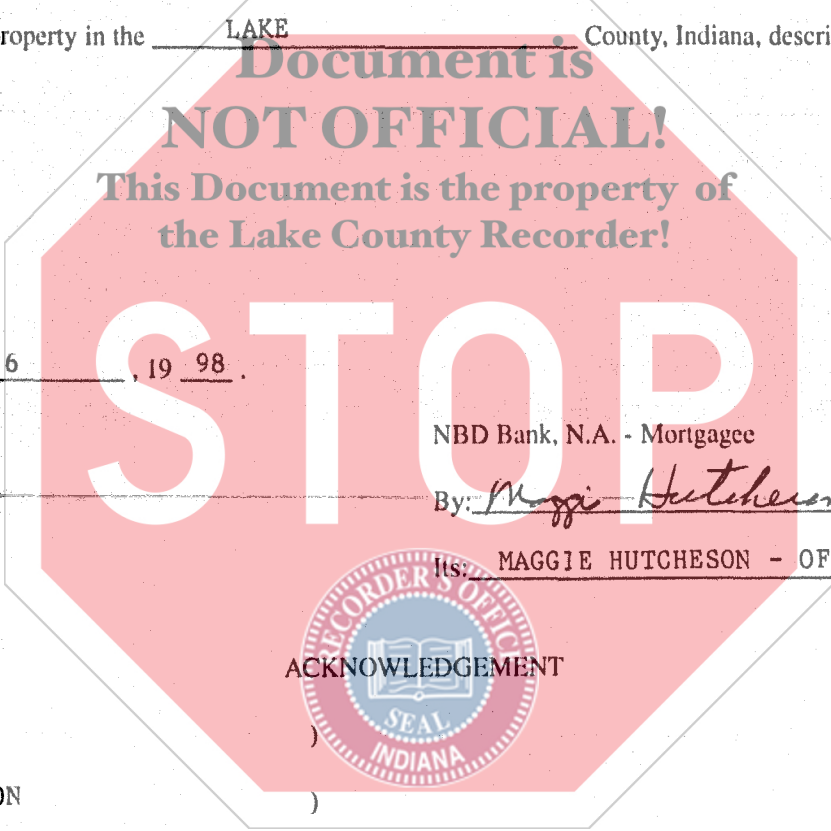 roperty in the LAKE County, Indiana, descri
Document is
NOT OFFICIAL!
This Document is the property of
the Lake County Recorder!
STOP
6 , 19 98 .
NBD Bank, N.A. - Mortgagee
By: Maggie Hutcheson
Its: MAGGIE HUTCHESON - OF
RECORDER'S OFFICE
ACKNOWLEDGEMENT
SEAL
INDIANA
)
ON )